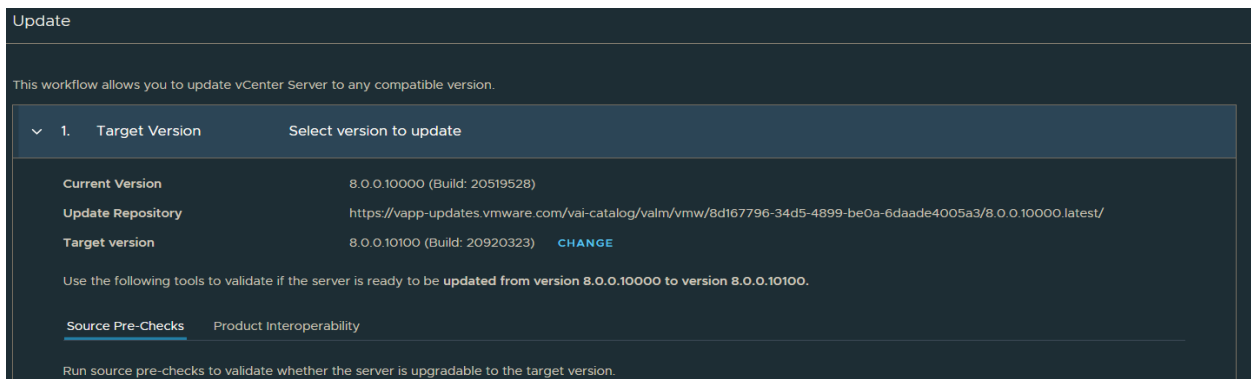 Update
This workflow allows you to update vCenter Server to any compatible version.
1. Target Version Select version to update
Current Version 8.0.0.10000 (Build: 20519528)
Update Repository https://vapp-updates.vmware.com/vai-catalog/valm/vmw/8d167796-34d5-4899-be0a-6daade4005a3/8.0.0.10000.latest/
Target version 8.0.0.10100 (Build: 20920323) CHANGE
Use the following tools to validate if the server is ready to be updated from version 8.0.0.10000 to version 8.0.0.10100.
Source Pre-Checks Product Interoperability
Run source pre-checks to validate whether the server is upgradable to the target version.